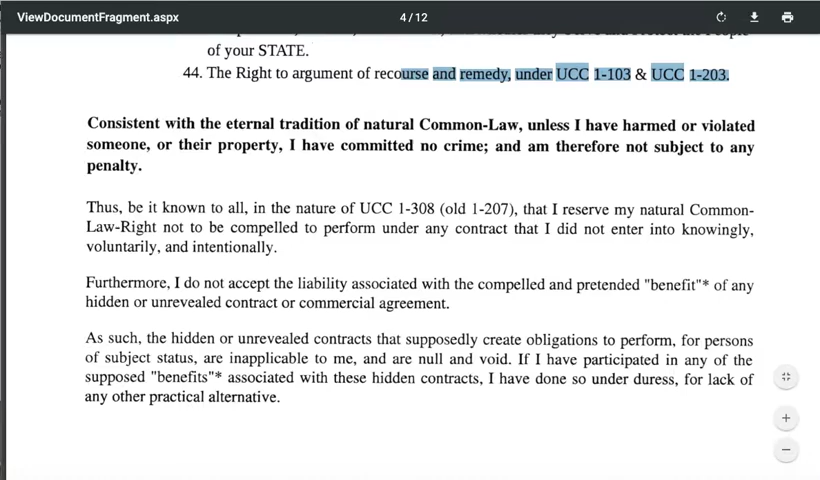 ViewDocumentFragment.aspx
4 / 12
of your STATE.
44. The Right to argument of recourse and remedy, under UCC 1-103 & UCC 1-203.
Consistent with the eternal tradition of natural Common-Law, unless I have harmed or violated
someone, or their property, I have committed no crime; and am therefore not subject to any
penalty.
Thus, be it known to all, in the nature of UCC 1-308 (old 1-207), that I reserve my natural Common-
Law-Right not to be compelled to perform under any contract that I did not enter into knowingly,
voluntarily, and intentionally.
Furthermore, I do not accept the liability associated with the compelled and pretended "benefit"* of any
hidden or unrevealed contract or commercial agreement.
As such, the hidden or unrevealed contracts that supposedly create obligations to perform, for persons
of subject status, are inapplicable to me, and are null and void. If I have participated in any of the
supposed "benefits"* associated with these hidden contracts, I have done so under duress, for lack of
any other practical alternative.